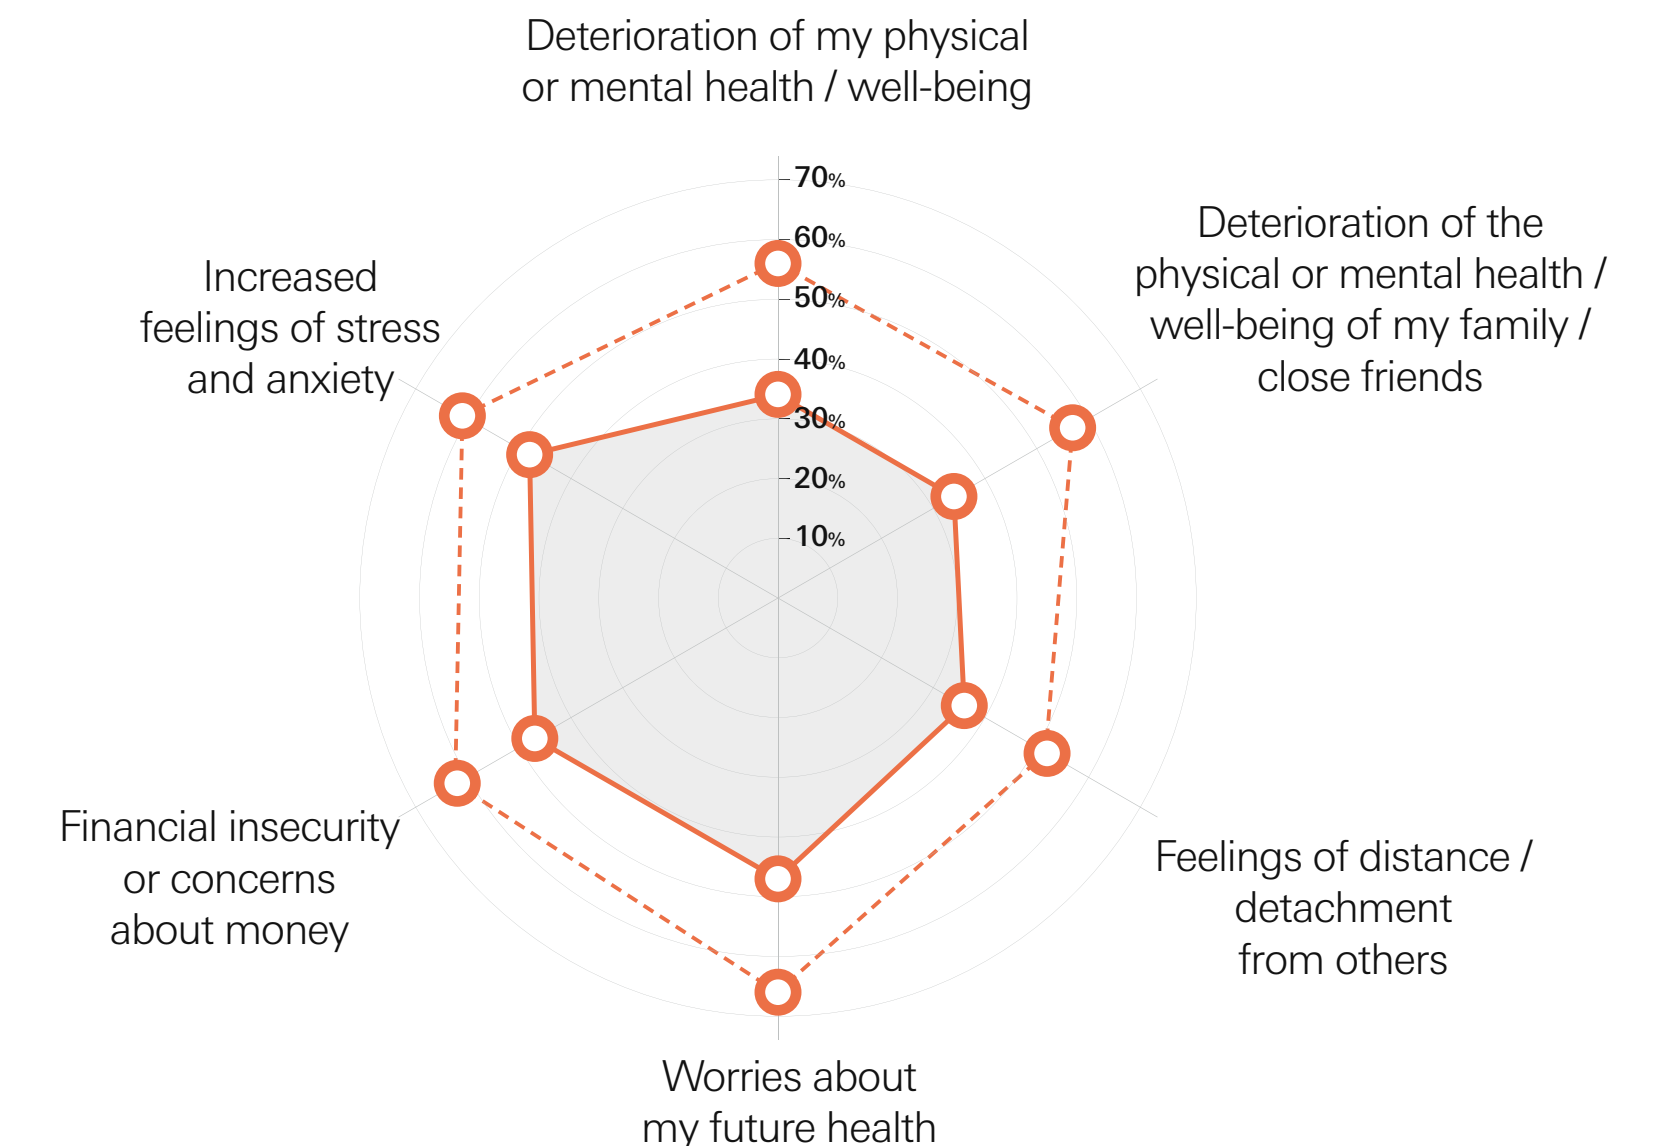 Deterioration of my physical
or mental health / well-being
70%
60%
50%
40%
30%
20%
10%
Deterioration of the
physical or mental health /
well-being of my family /
close friends
Feelings of distance /
detachment
from others
Worries about
my future health
Financial insecurity
or concerns
about money
Increased
feelings of stress
and anxiety